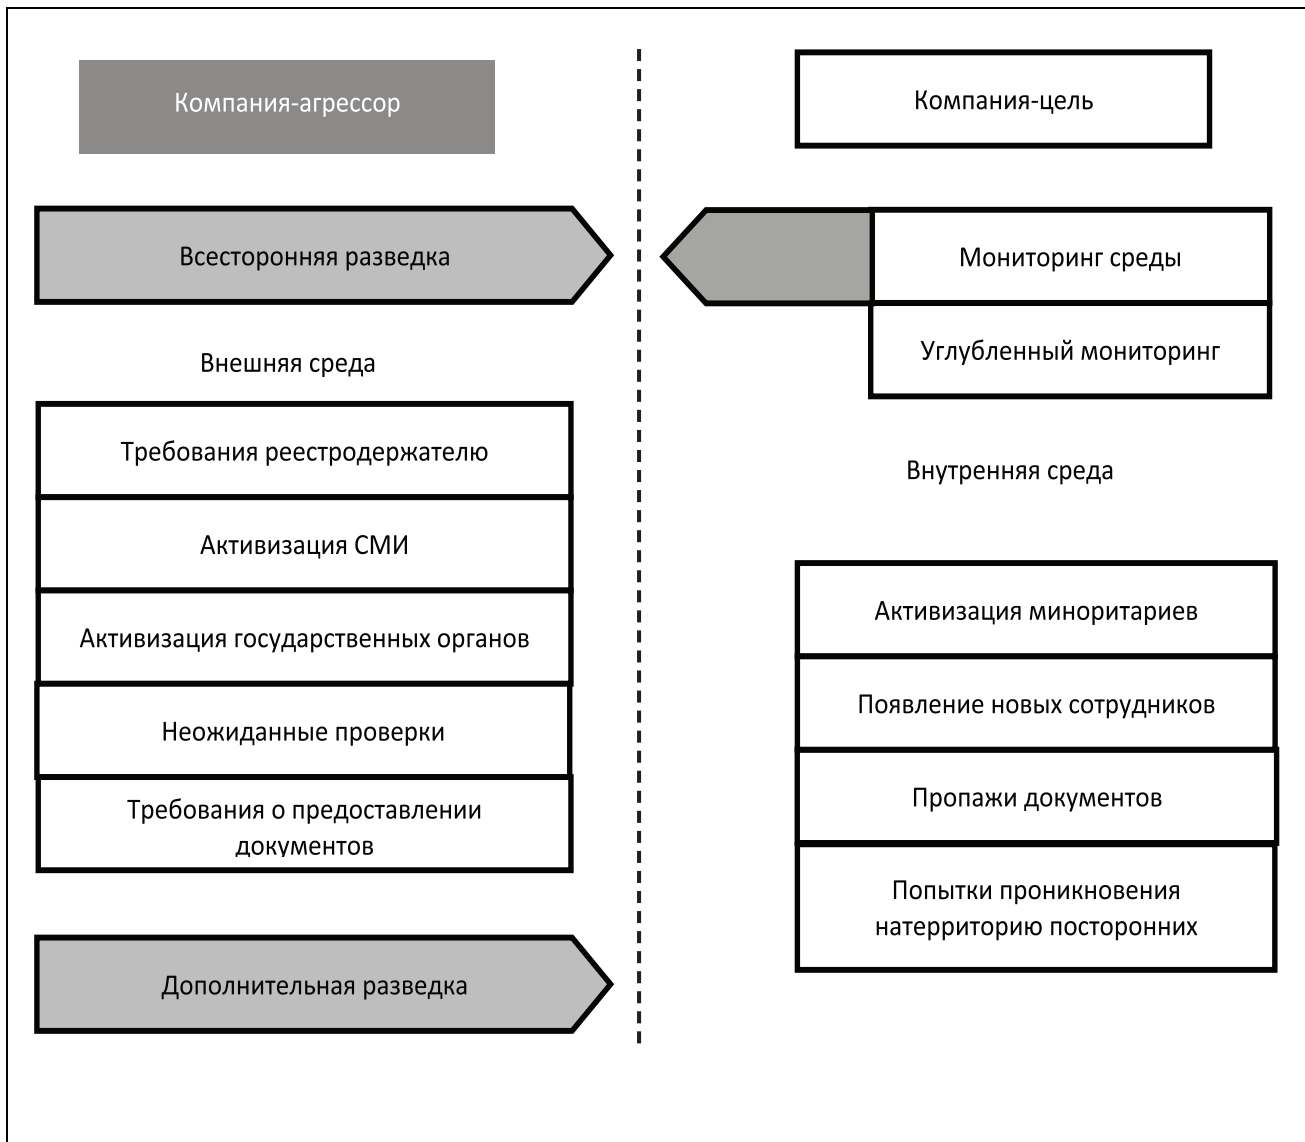 Компания-агрессор
Компания-цель
Всесторонняя разведка
Мониторинг среды
Углубленный мониторинг
Внешняя среда
Требования реестродержателю
Активизация СМИ
Активизация государственных органов
Неожиданные проверки
Требования о предоставлении
документов
Дополнительная разведка
Внутренняя среда
Активизация миноритариев
Появление новых сотрудников
Пропажи документов
Попытки проникновения
натерриторию посторонних